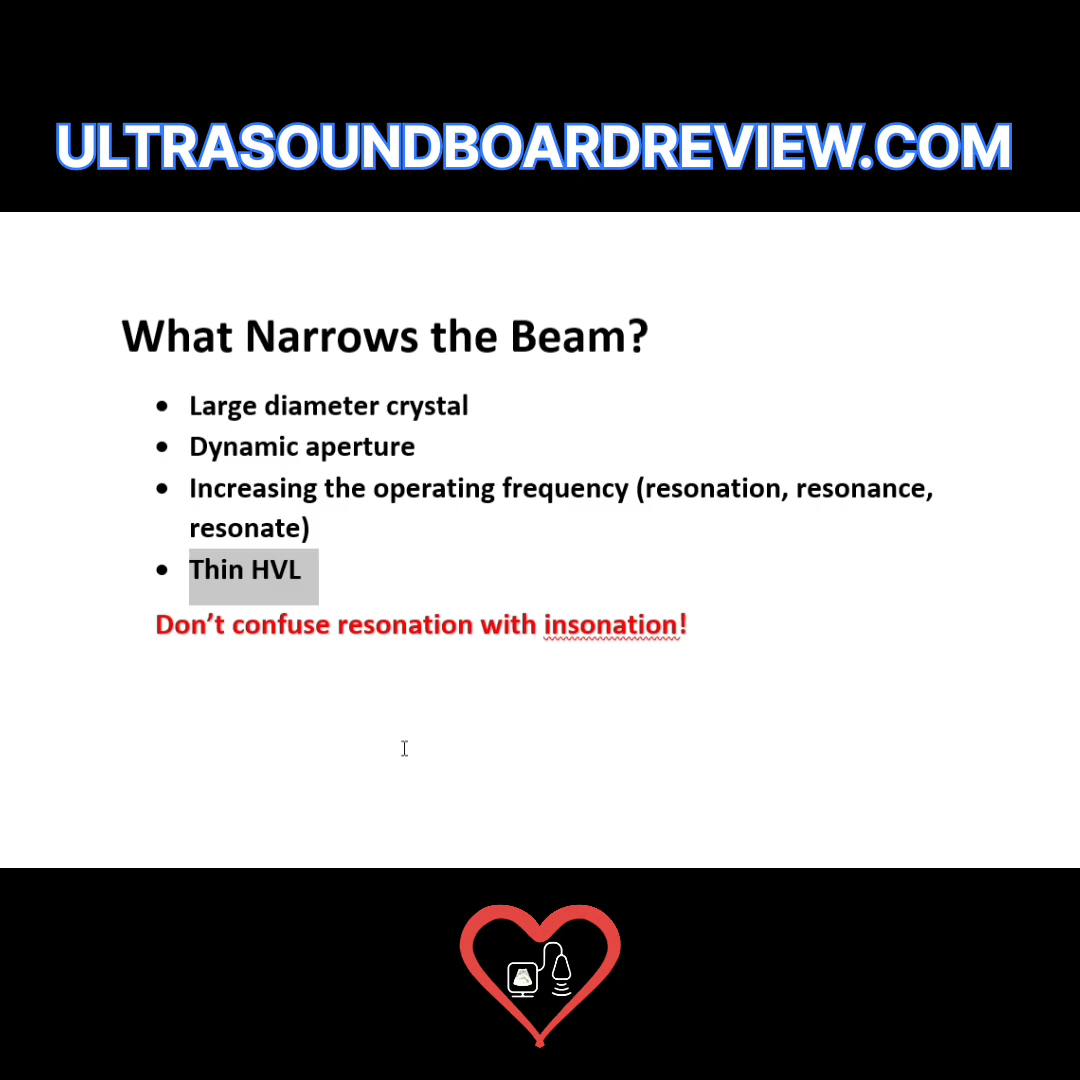 ULTRASOUNDBOARDREVIEW.COM
What Narrows the Beam?
• Large diameter crystal
• Dynamic aperture
• Increasing the operating frequency (resonation, resonance,
resonate)
• Thin HVL
Don’t confuse resonation with insonation!